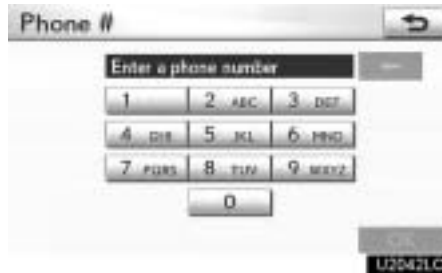 Phone #
Enter a phone number
1 2 ABC 3 DEF
4 GHI 5 JKL 6 MNO
7 PQRS 8 TUV 9 WXYZ
0
OK
U2042LC